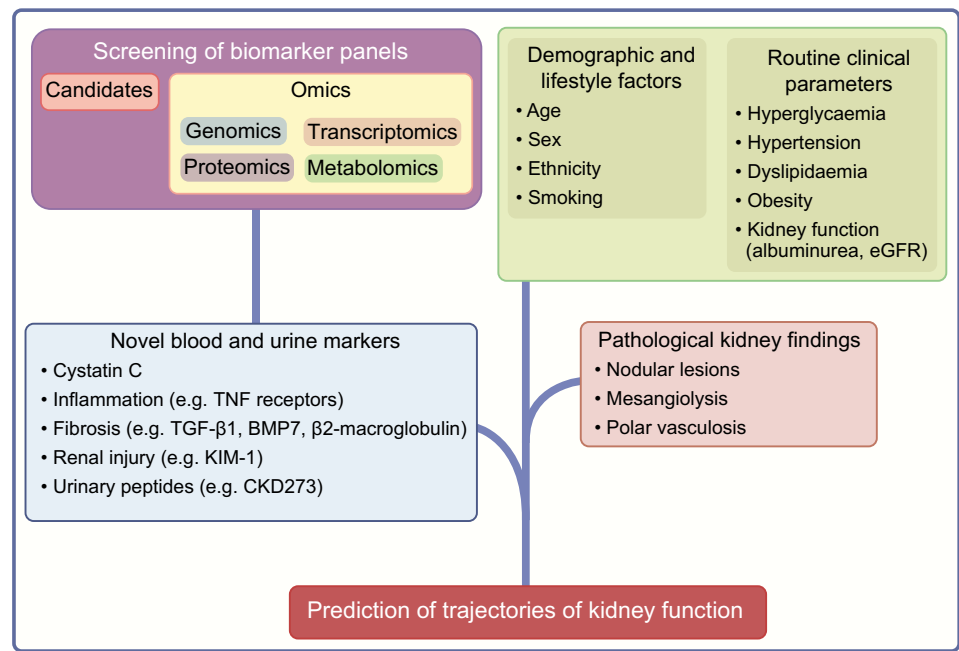 Screening of biomarker panels
Candidates
Omics
Genomics
Transcriptomics
Proteomics
Metabolomics
Demographic and
lifestyle factors
• Age
• Sex
• Ethnicity
• Smoking
Routine clinical
parameters
• Hyperglycaemia
• Hypertension
• Dyslipidaemia
• Obesity
• Kidney function
(albuminurea, eGFR)
Novel blood and urine markers
• Cystatin C
• Inflammation (e.g. TNF receptors)
• Fibrosis (e.g. TGF-β1, BMP7, β2-macroglobulin)
• Renal injury (e.g. KIM-1)
• Urinary peptides (e.g. CKD273)
Pathological kidney findings
• Nodular lesions
• Mesangiolysis
• Polar vasculosis
Prediction of trajectories of kidney function